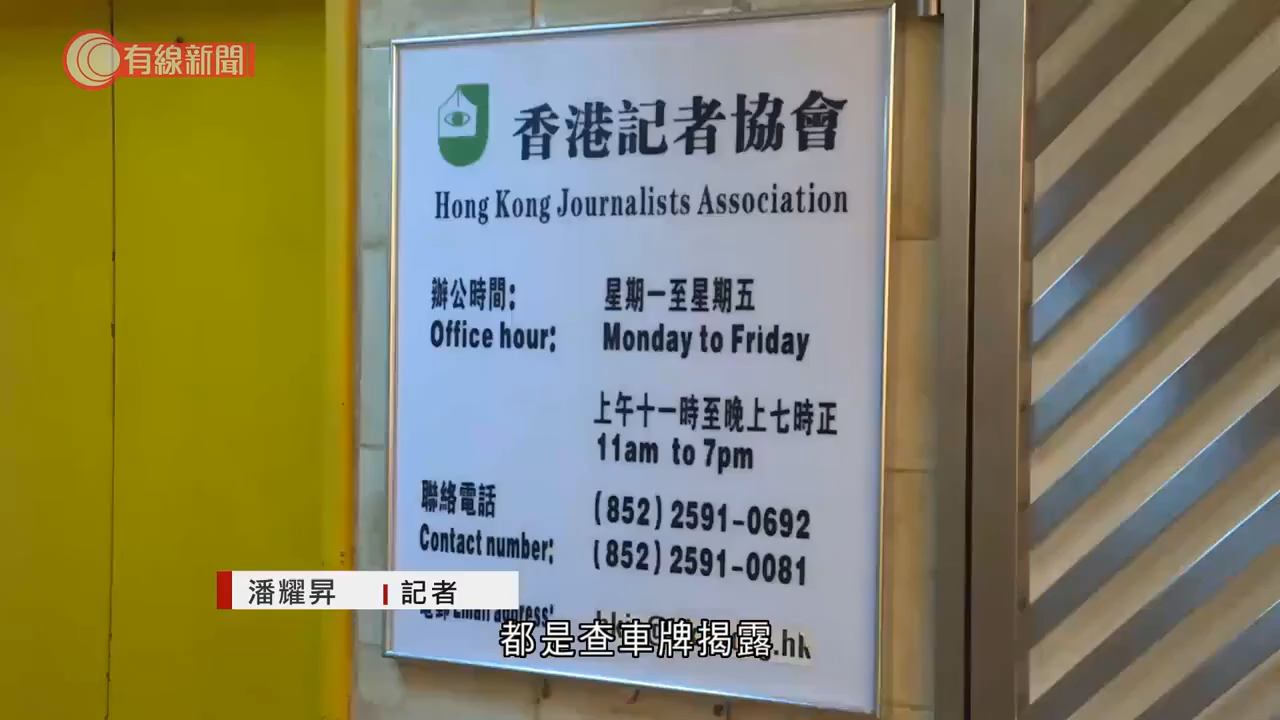 有線新聞
香港記者協會
Hong Kong Journalists Association
辦公時間: 星期一至星期五
Office hour: Monday to Friday
上午十一時至晚上七時正
11am to 7pm
聯絡電話 (852) 2591-0692
Contact number: (852) 2591-0081
潘耀昇 記者
Email address:
.hk
都是查車牌揭露